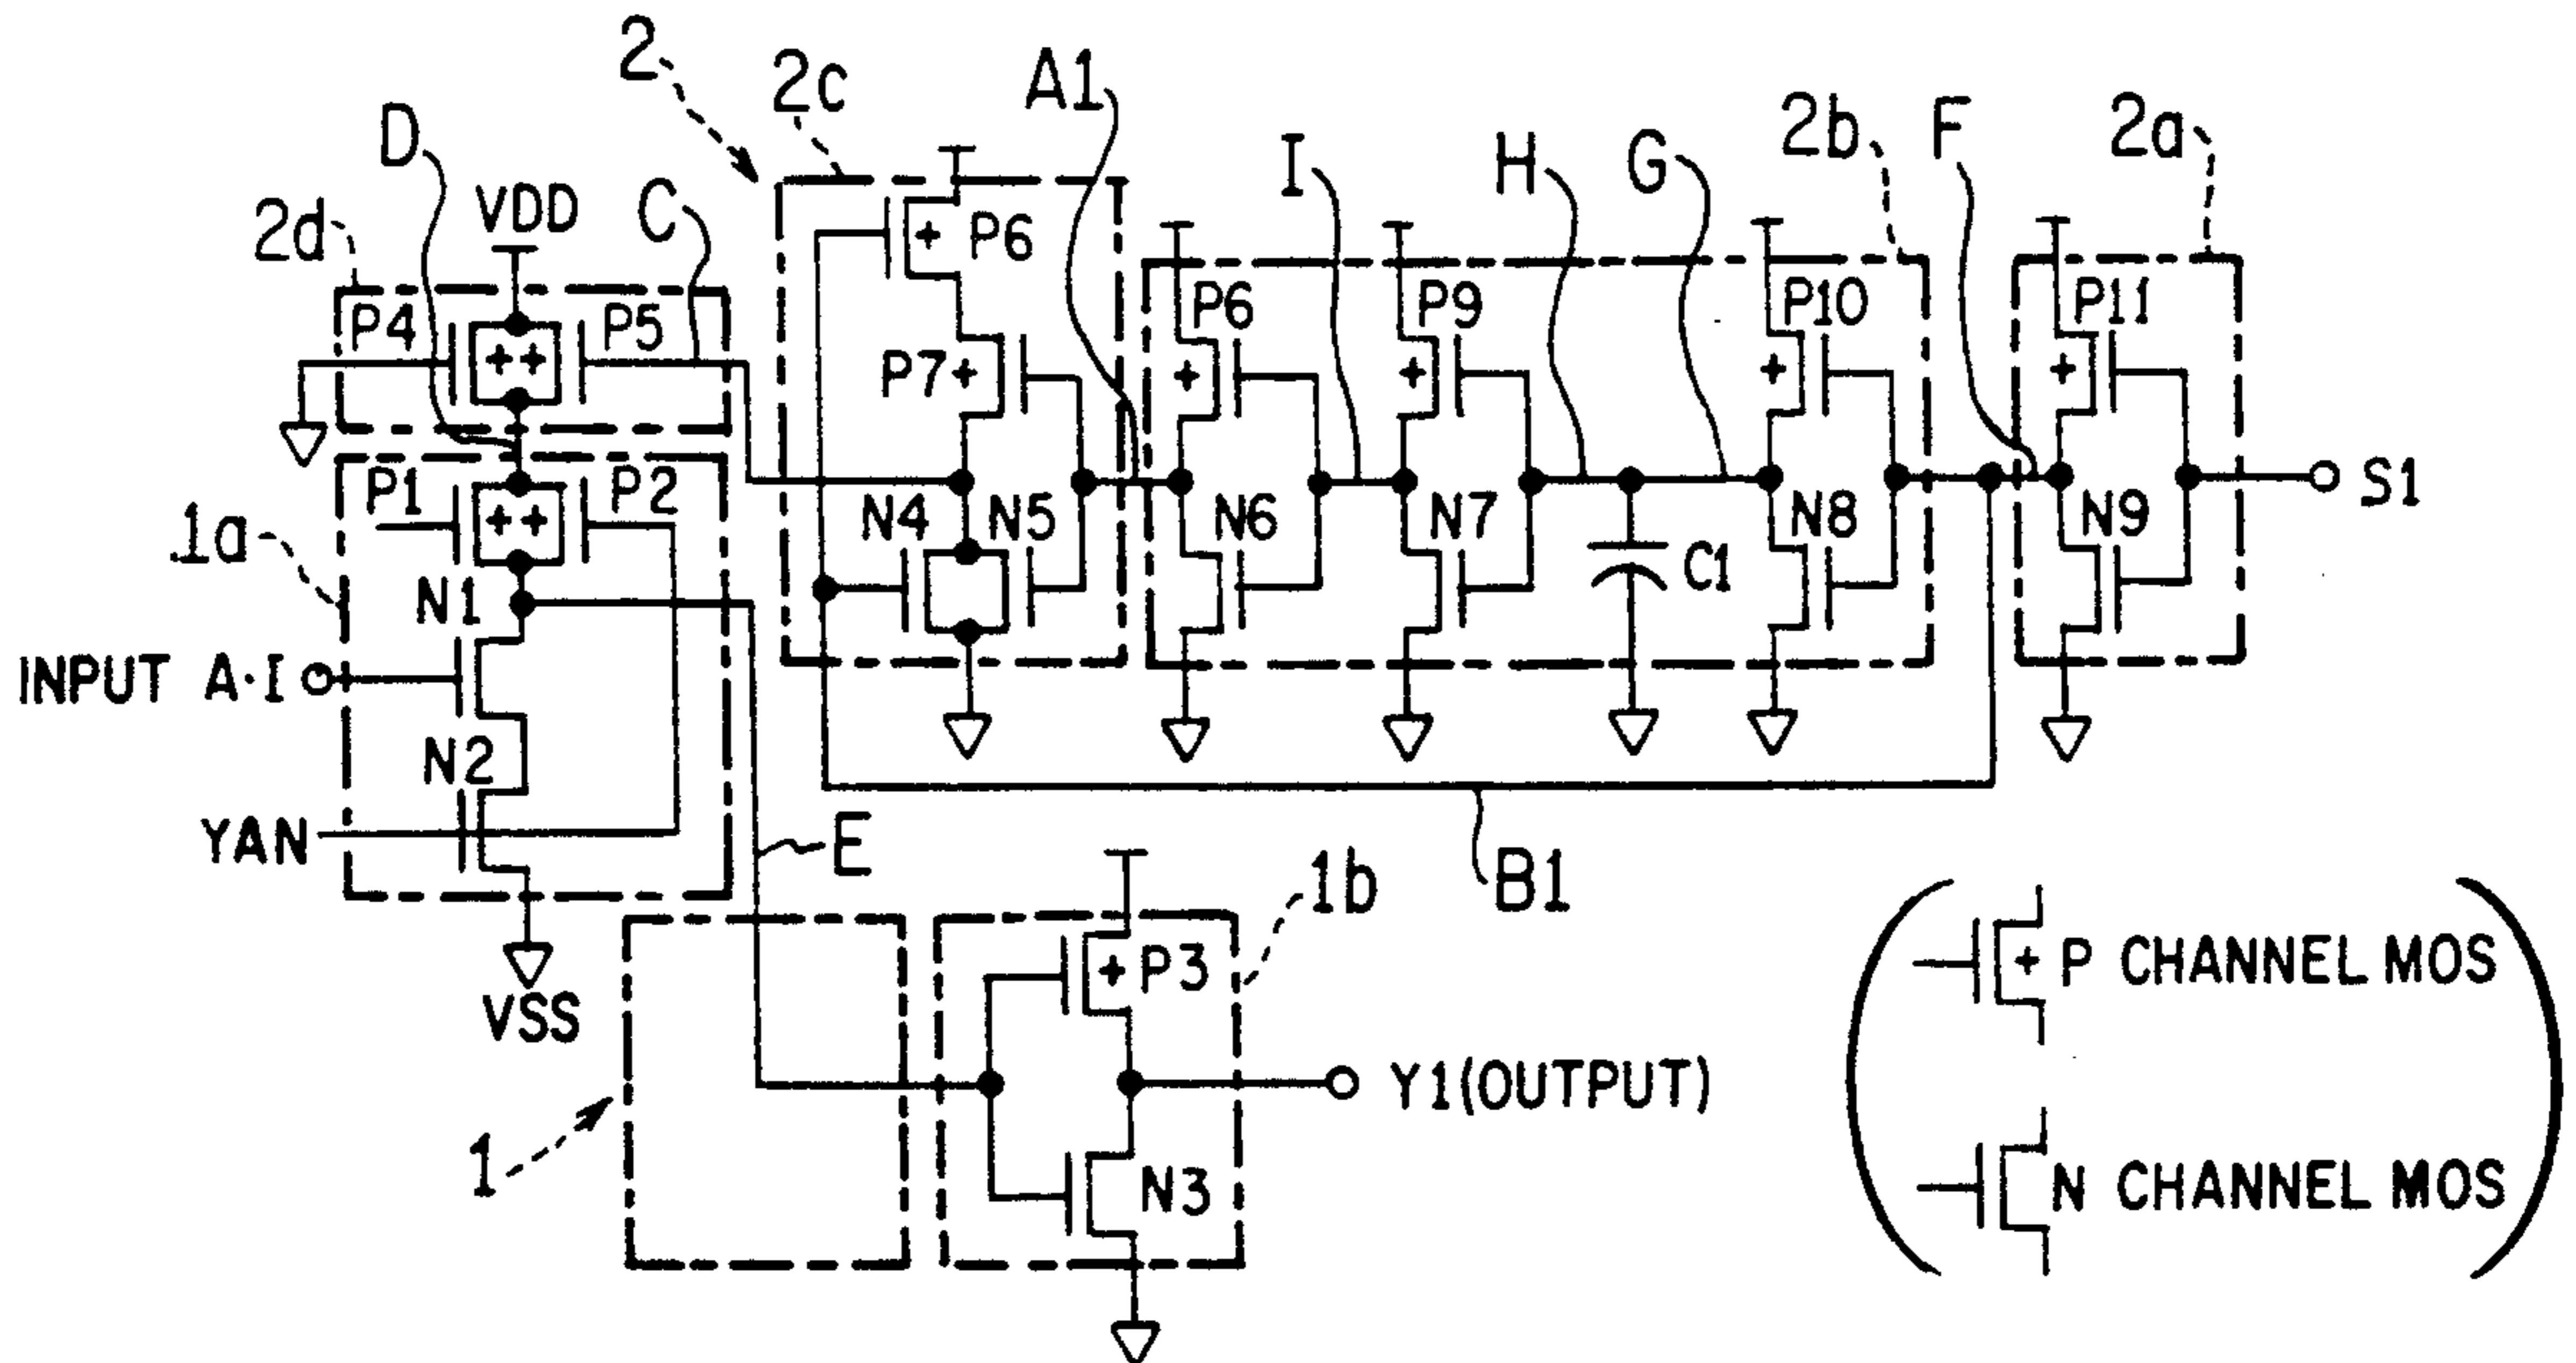 2
2c
A1
D
I
H
G
2b
F
2a
2d
VDD
C
P6
P4
P5
P7
P6
P9
P10
P11
1a
P1
P2
N4
N5
N6
N7
C1
N8
N9
S1
N1
INPUT A·I
N2
YAN
E
B1
VSS
1b
P3
Y1(OUTPUT)
1
N3
P CHANNEL MOS
N CHANNEL MOS